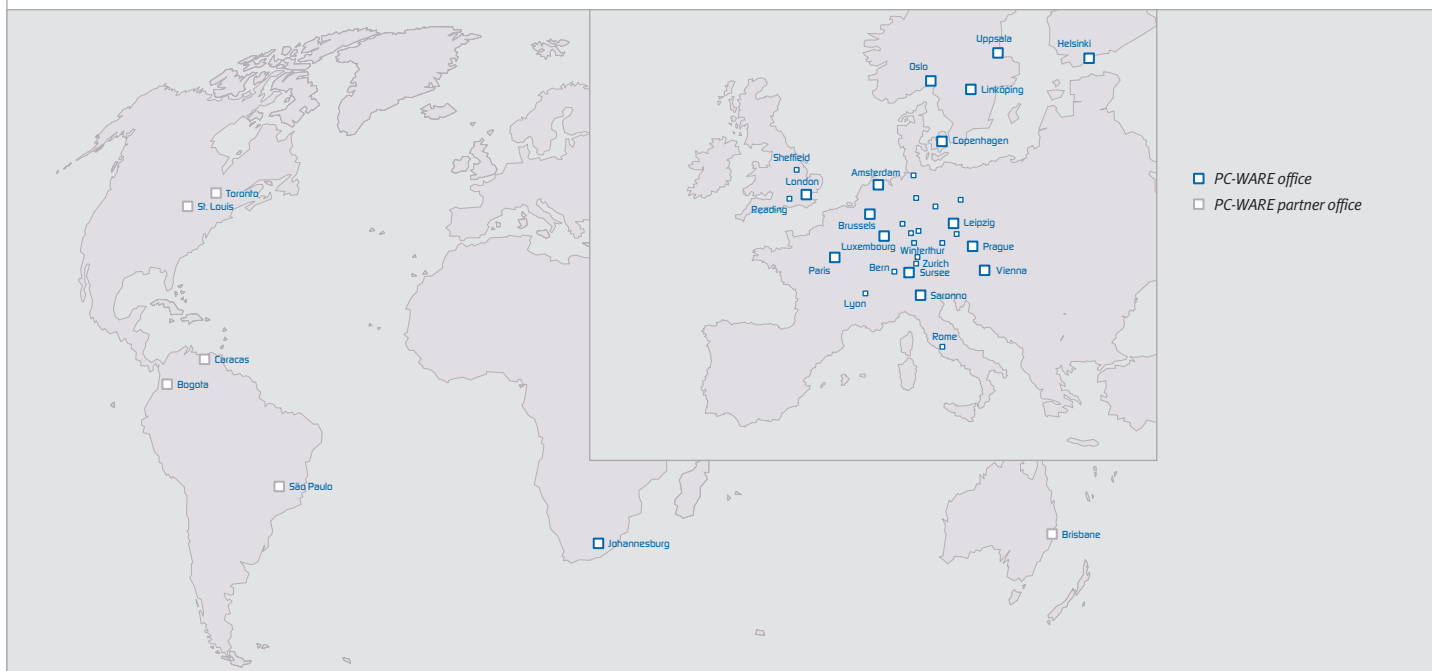 Uppsala
Helsinki
Oslo
Linköping
Copenhagen
Sheffield
Amsterdam
London
Reading
Brussels
Leipzig
Luxembourg
Winterthur
Prague
Paris
Bern
Zurich
Sursee
Vienna
Lyon
Saronno
Rome
PC-WARE office
PC-WARE partner office
Toronto
St. Louis
Caracas
Bogota
São Paulo
Johannesburg
Brisbane